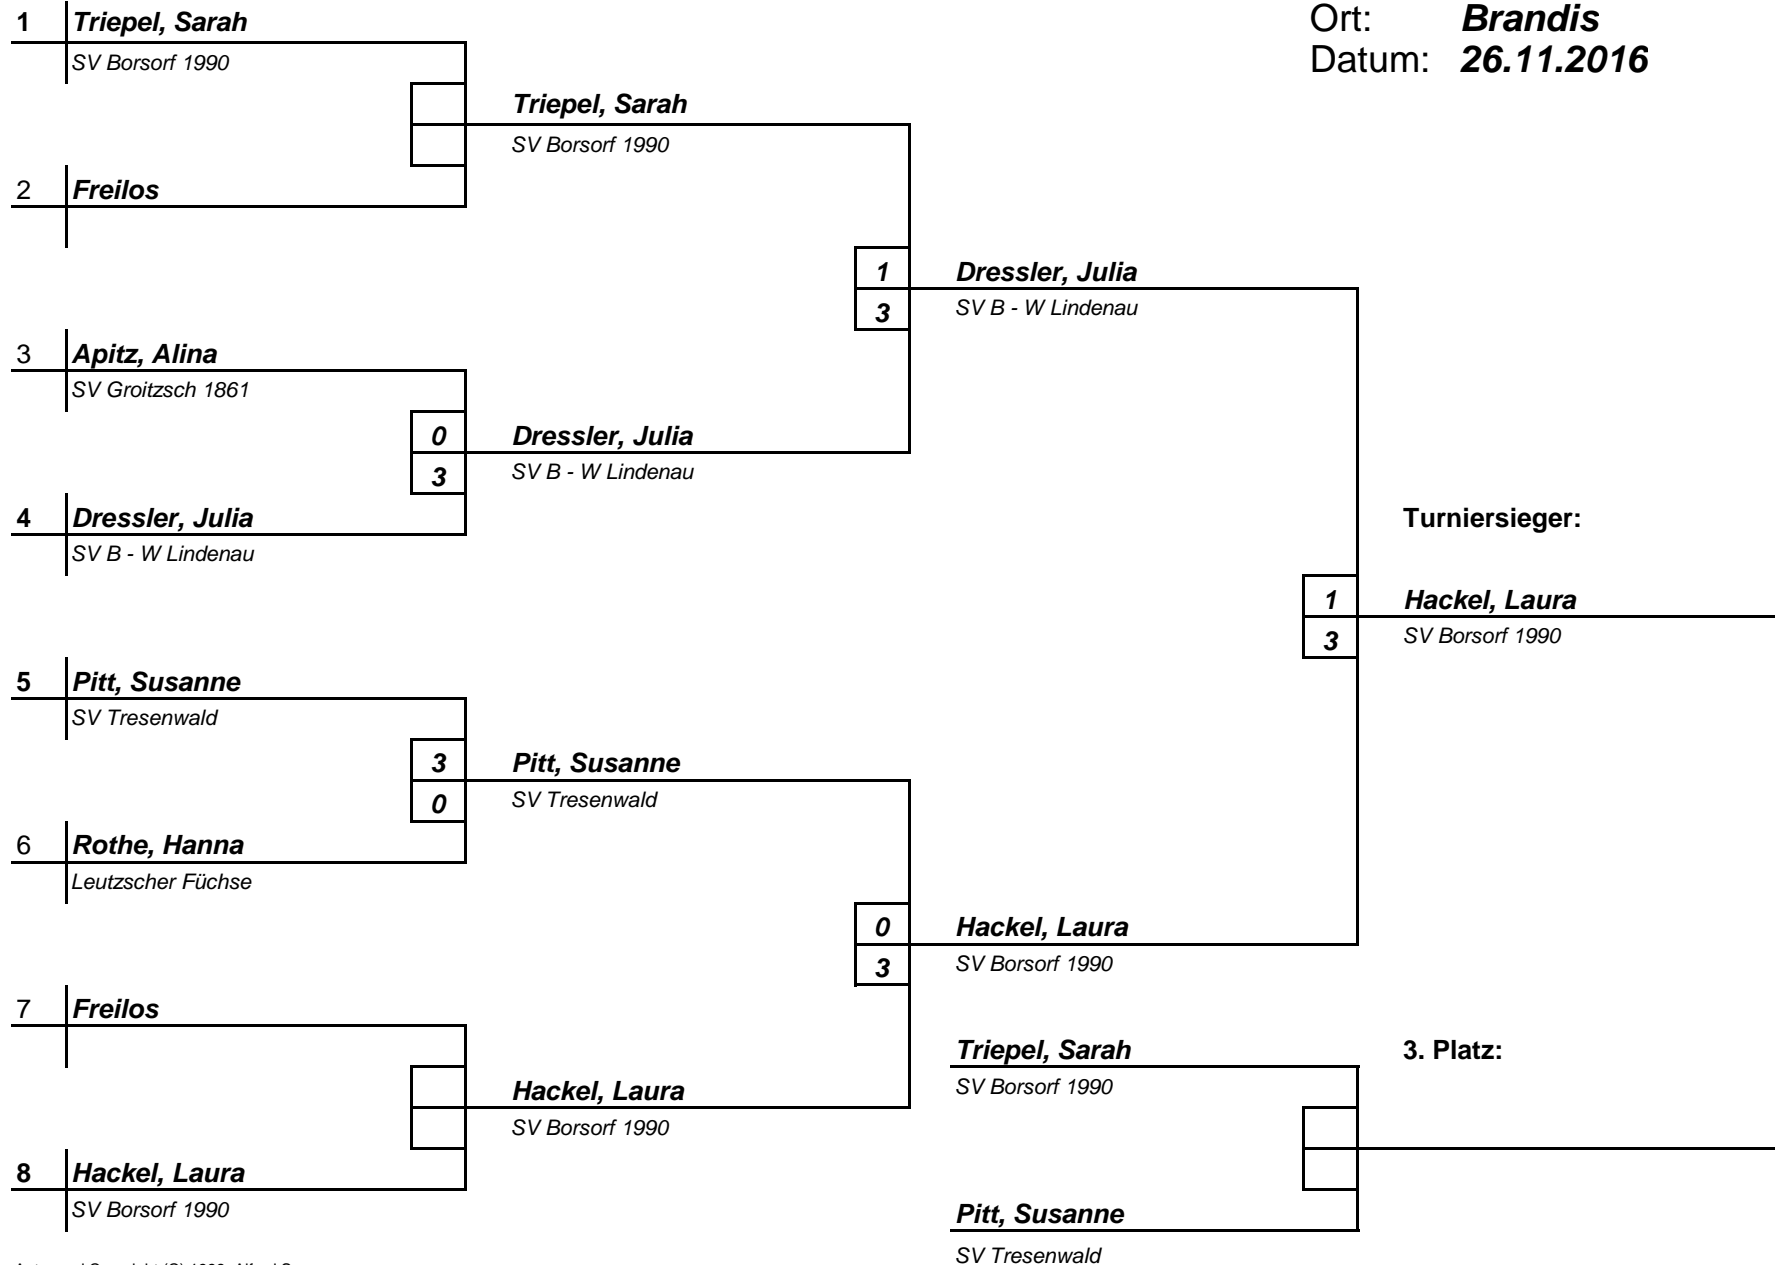 1 Triepel, Sarah
SV Borsorf 1990
Ort: Brandis
Datum: 26.11.2016
Triepel, Sarah
SV Borsorf 1990
2 Freilos
1 Dressler, Julia
3 SV B - W Lindenau
3 Apitz, Alina
SV Groitzsch 1861
0 Dressler, Julia
3 SV B - W Lindenau
4 Dressler, Julia
SV B - W Lindenau
Turniersieger:
1 Hackel, Laura
3 SV Borsorf 1990
5 Pitt, Susanne
SV Tresenwald
3 Pitt, Susanne
0 SV Tresenwald
6 Rothe, Hanna
Leutzscher Füchse
0 Hackel, Laura
3 SV Borsorf 1990
7 Freilos
Triepel, Sarah
SV Borsorf 1990
3. Platz:
Hackel, Laura
SV Borsorf 1990
8 Hackel, Laura
SV Borsorf 1990
Pitt, Susanne
SV Tresenwald